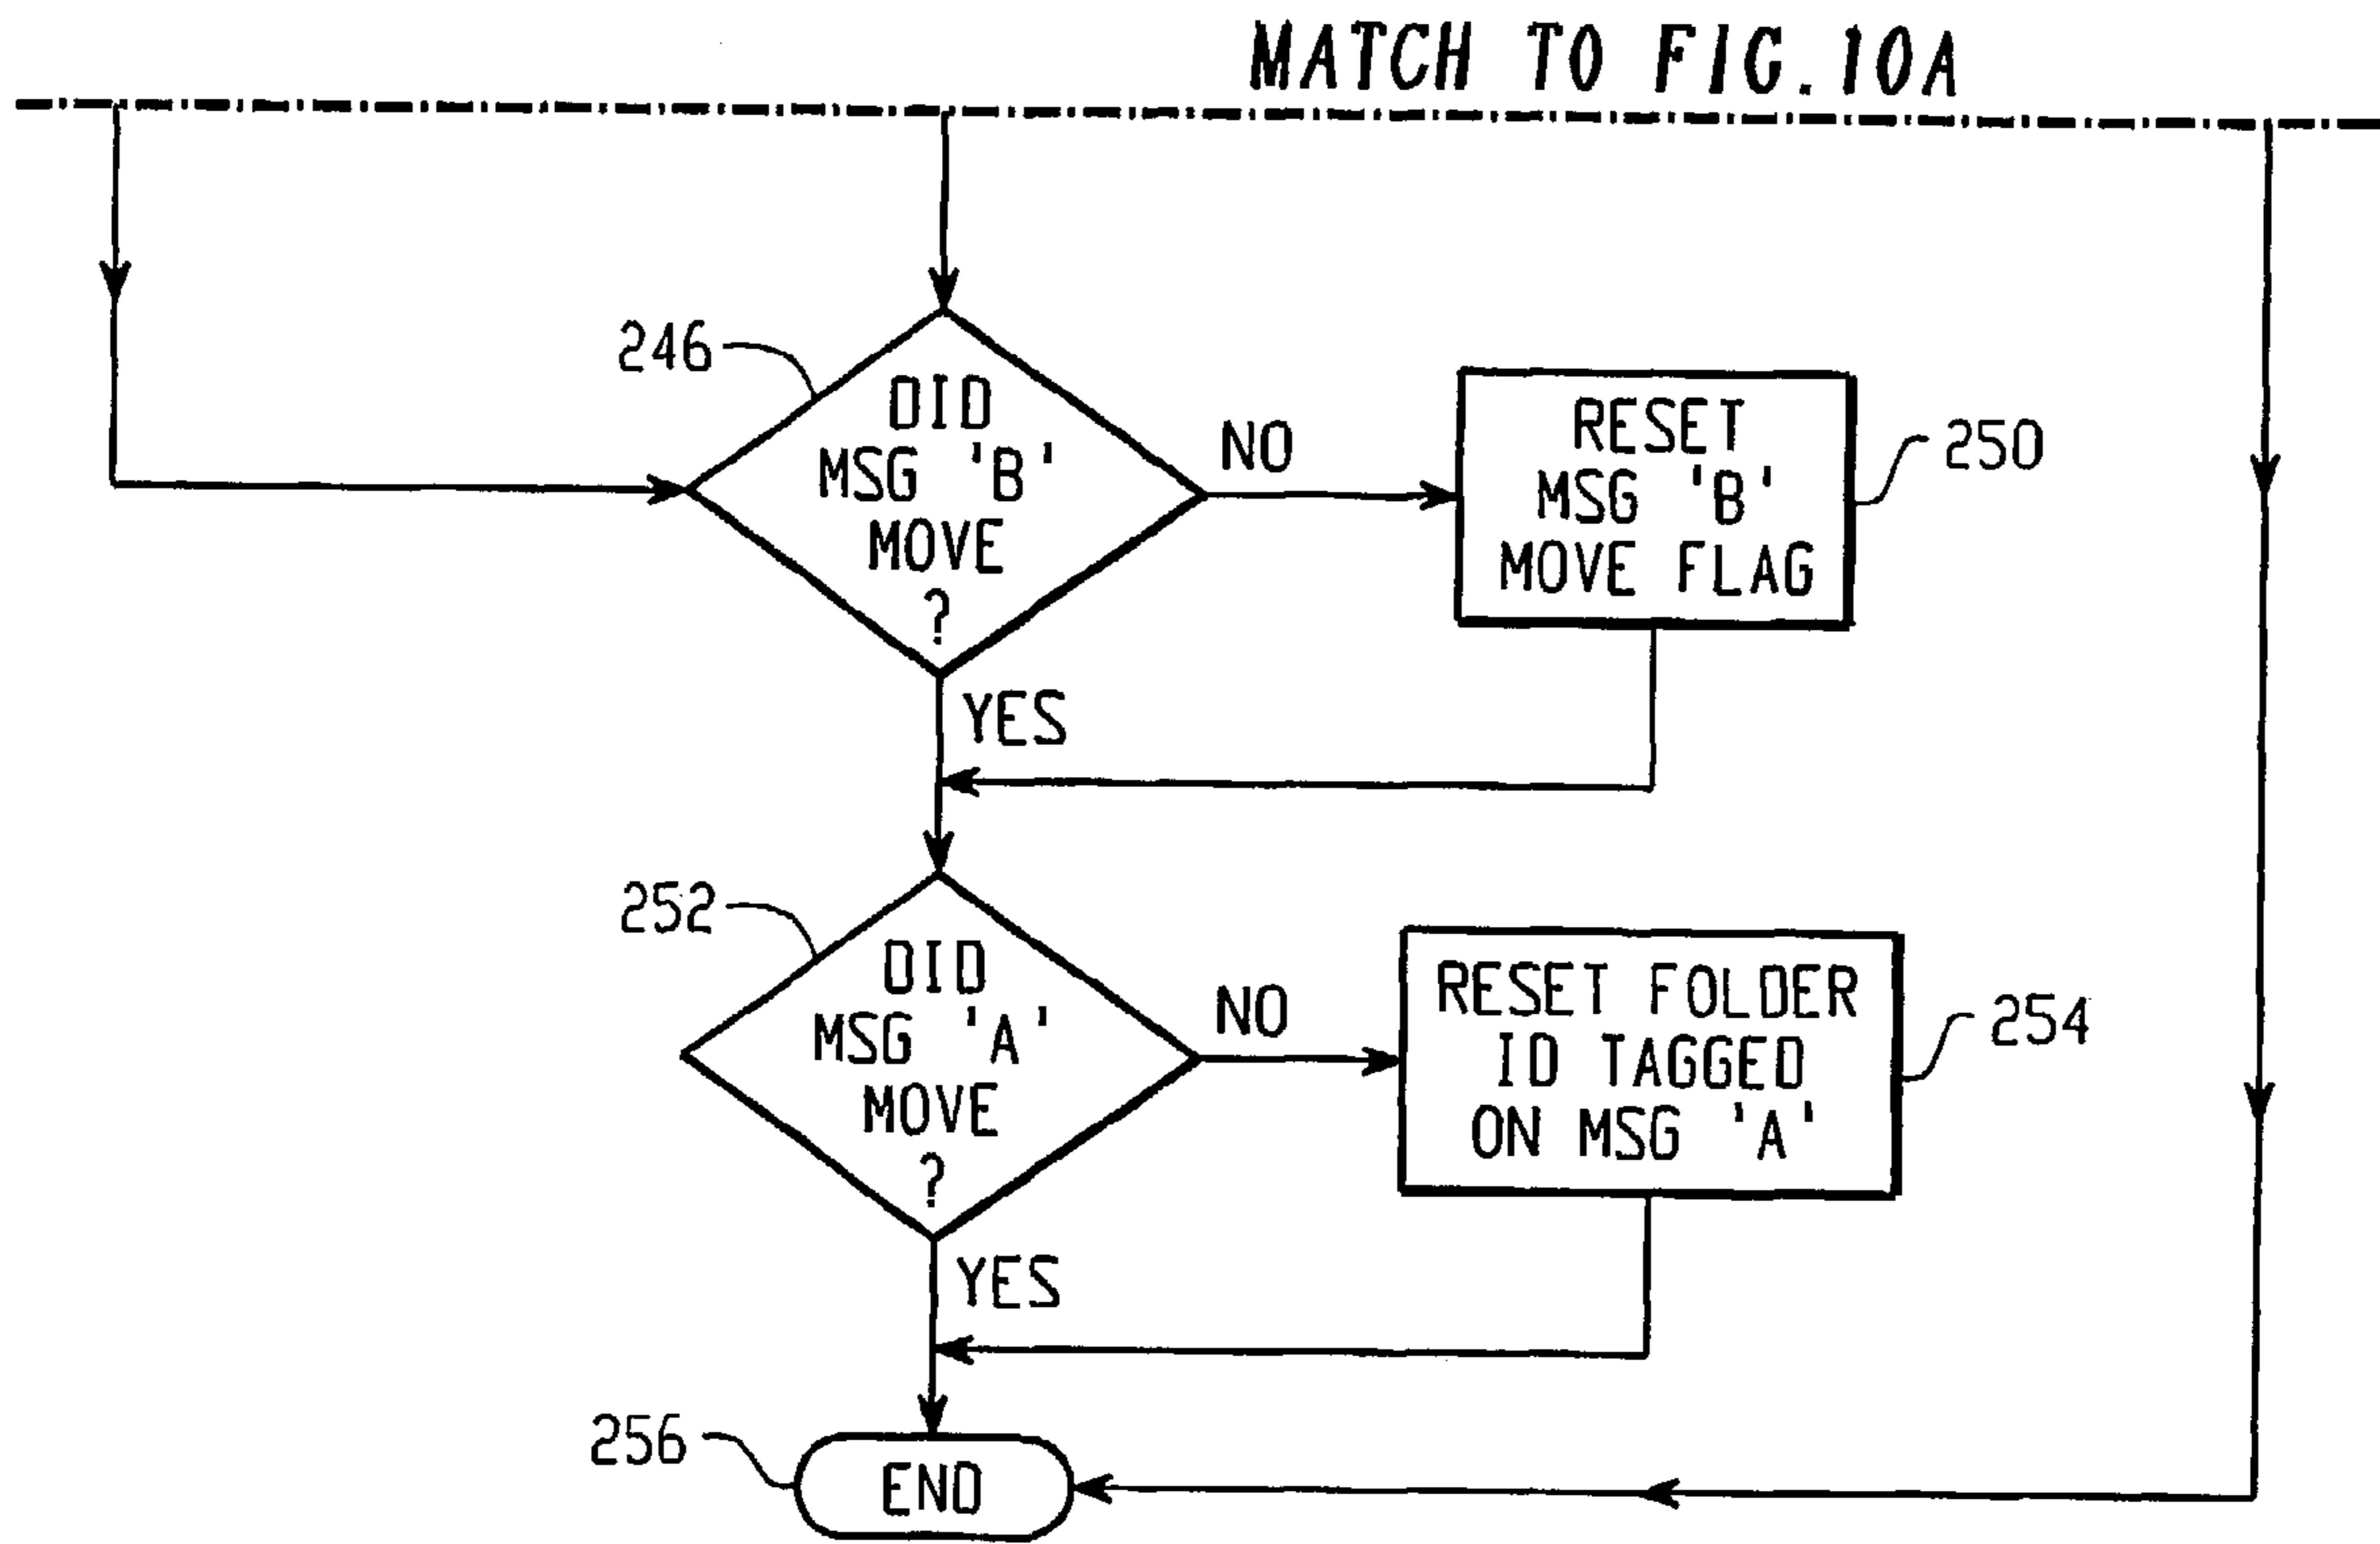 MATCH TO FIG.10A
246
DID
MSG 'B'
MOVE
?
NO
RESET
MSG 'B'
MOVE FLAG
250
YES
252
DID
MSG 'A'
MOVE
?
NO
RESET FOLDER
ID TAGGED
ON MSG 'A'
254
YES
256
END